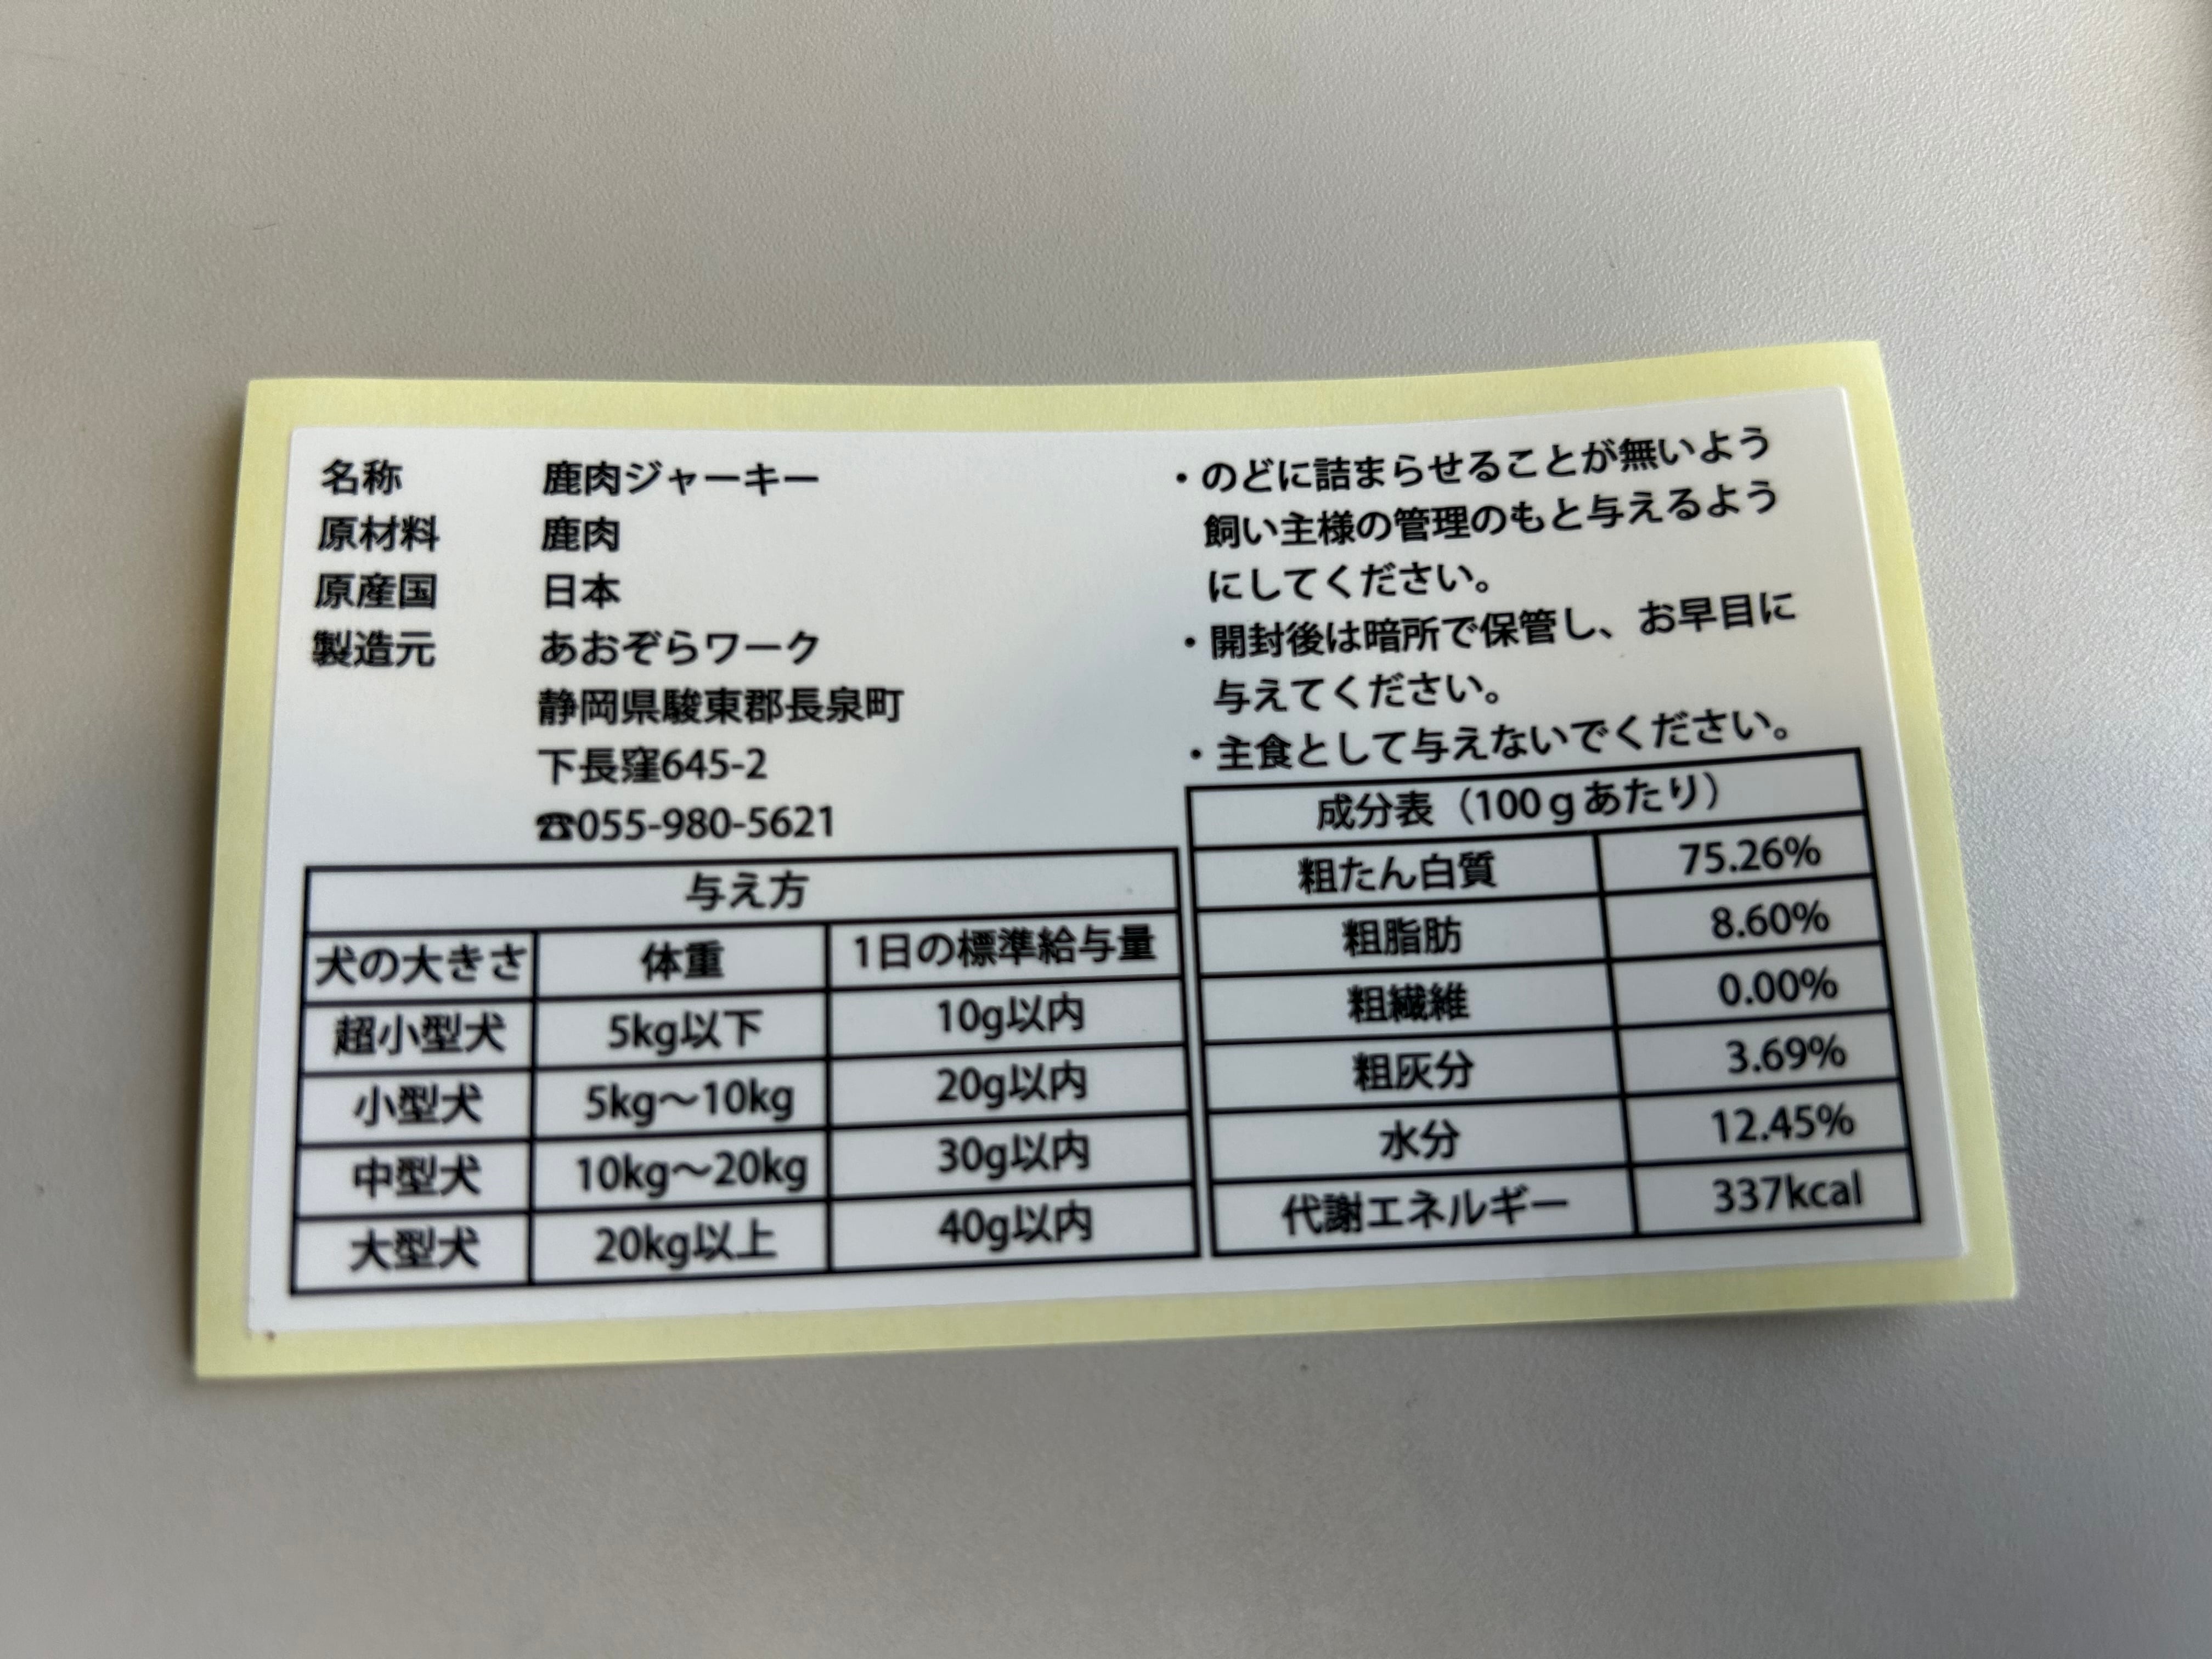 名称 鹿肉ジャーキー
原材料 鹿肉
原産国 日本
製造元 あおぞらワーク
静岡県駿東郡長泉町
下長窪645-2
☎055-980-5621
与え方
犬の大きさ 体重 1日の標準給与量
超小型犬 5kg以下 10g以内
小型犬 5kg～10kg 20g以内
中型犬 10kg～20kg 30g以内
大型犬 20kg以上 40g以内
・のどに詰まらせることが無いよう
飼い主様の管理のもと与えるよう
にしてください。
・開封後は暗所で保管し、お早目に
与えてください。
・主食として与えないでください。
成分表（100ｇあたり）
粗たん白質 75.26%
粗脂肪 8.60%
粗繊維 0.00%
粗灰分 3.69%
水分 12.45%
代謝エネルギー 337kcal